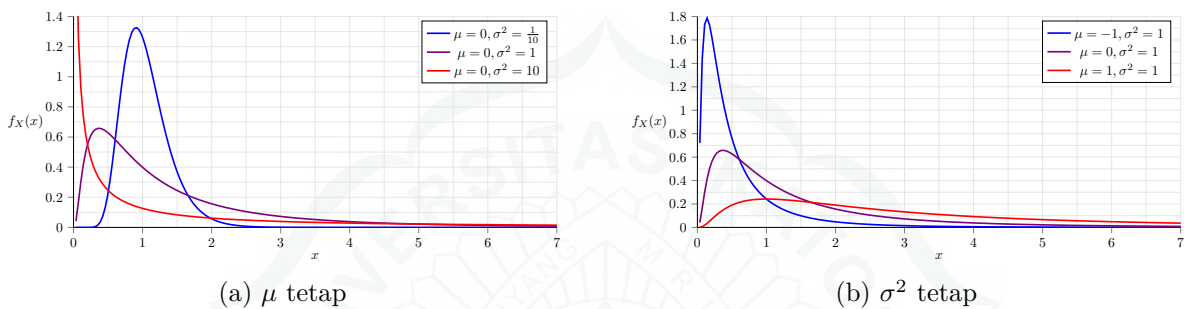 1.4
1.2
1
0.8
0.6
0.4
0.2
0
f_X(x)
μ = 0, σ² = 1/10
μ = 0, σ² = 1
μ = 0, σ² = 10
0 1 2 3 4 5 6 7
x
(a) μ tetap
1.8
1.6
1.4
1.2
1
0.8
0.6
0.4
0.2
0
f_X(x)
μ = −1, σ² = 1
μ = 0, σ² = 1
μ = 1, σ² = 1
0 1 2 3 4 5 6 7
x
(b) σ² tetap